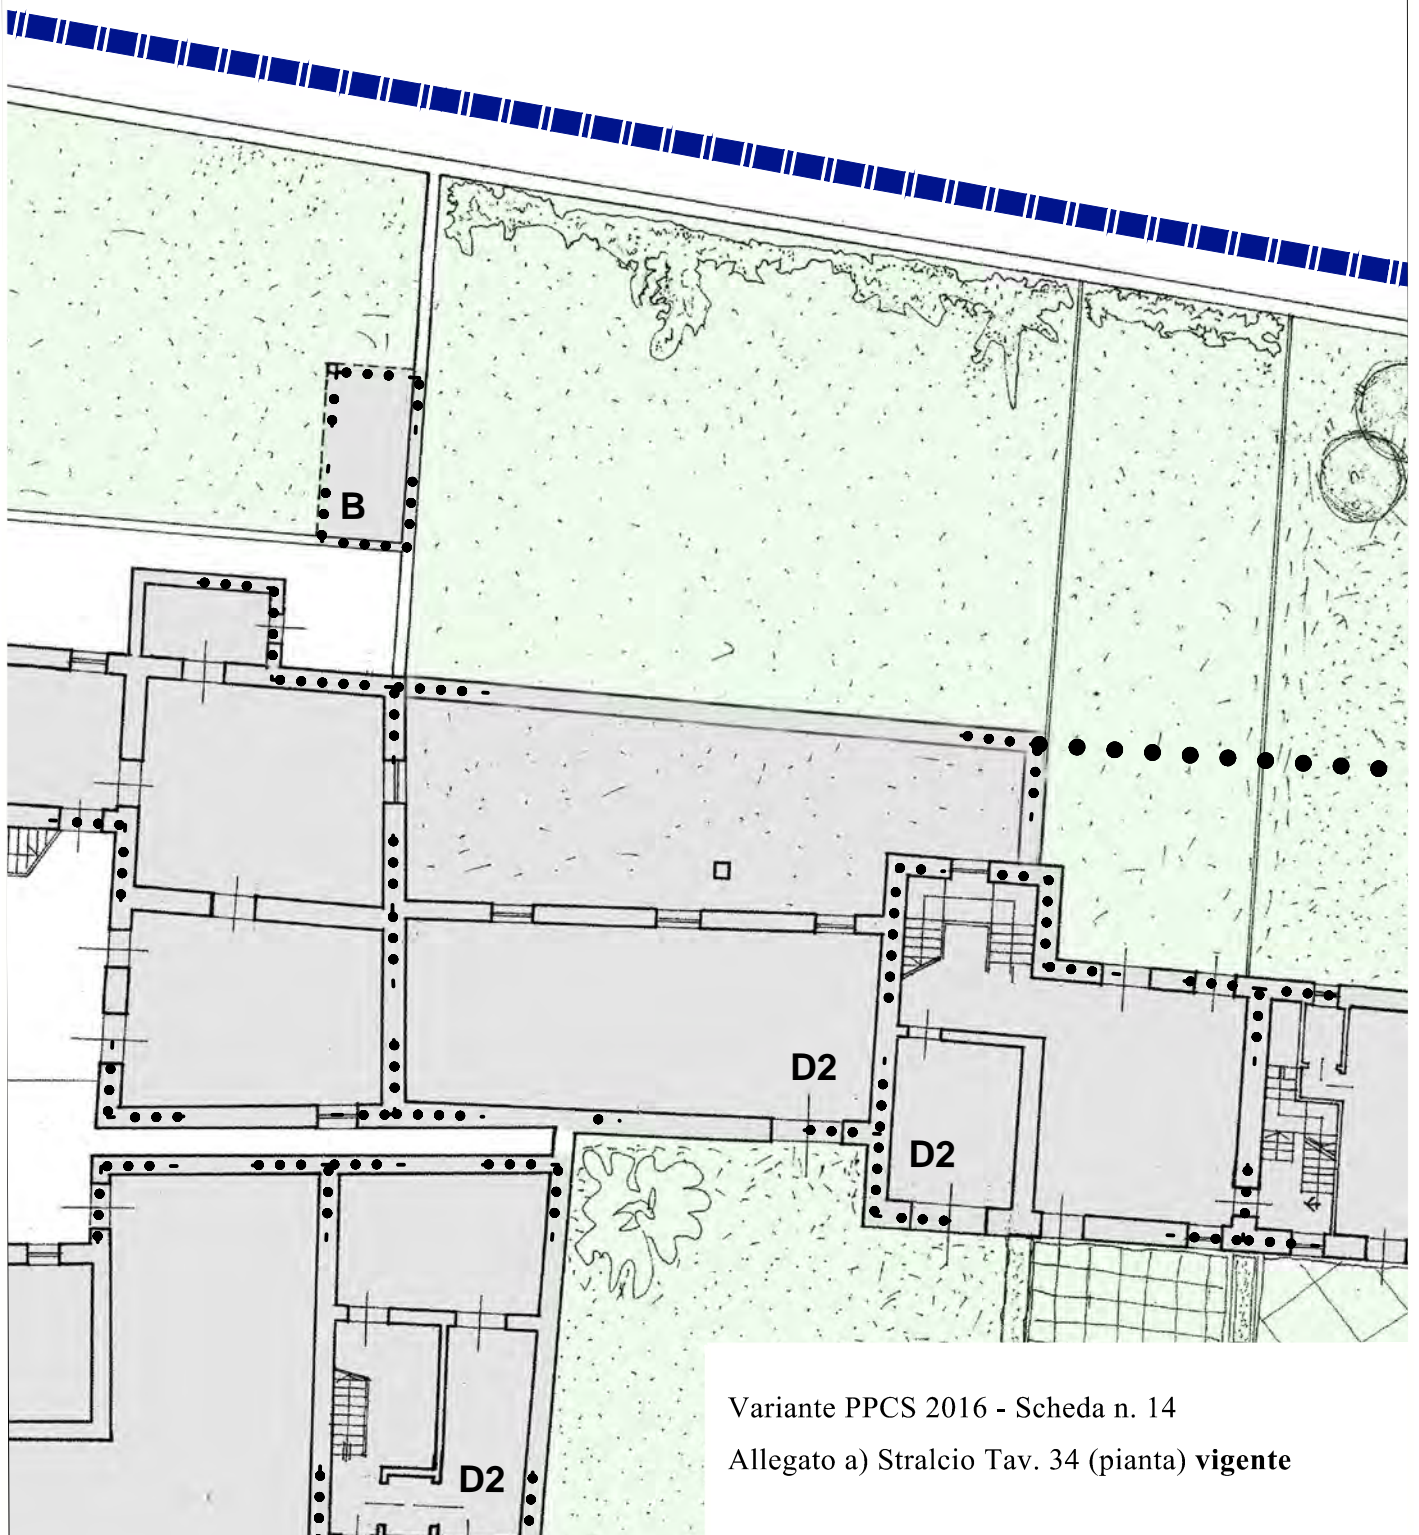 B
D2
D2
D2
Variante PPCS 2016 - Scheda n. 14
Allegato a) Stralcio Tav. 34 (pianta) vigente